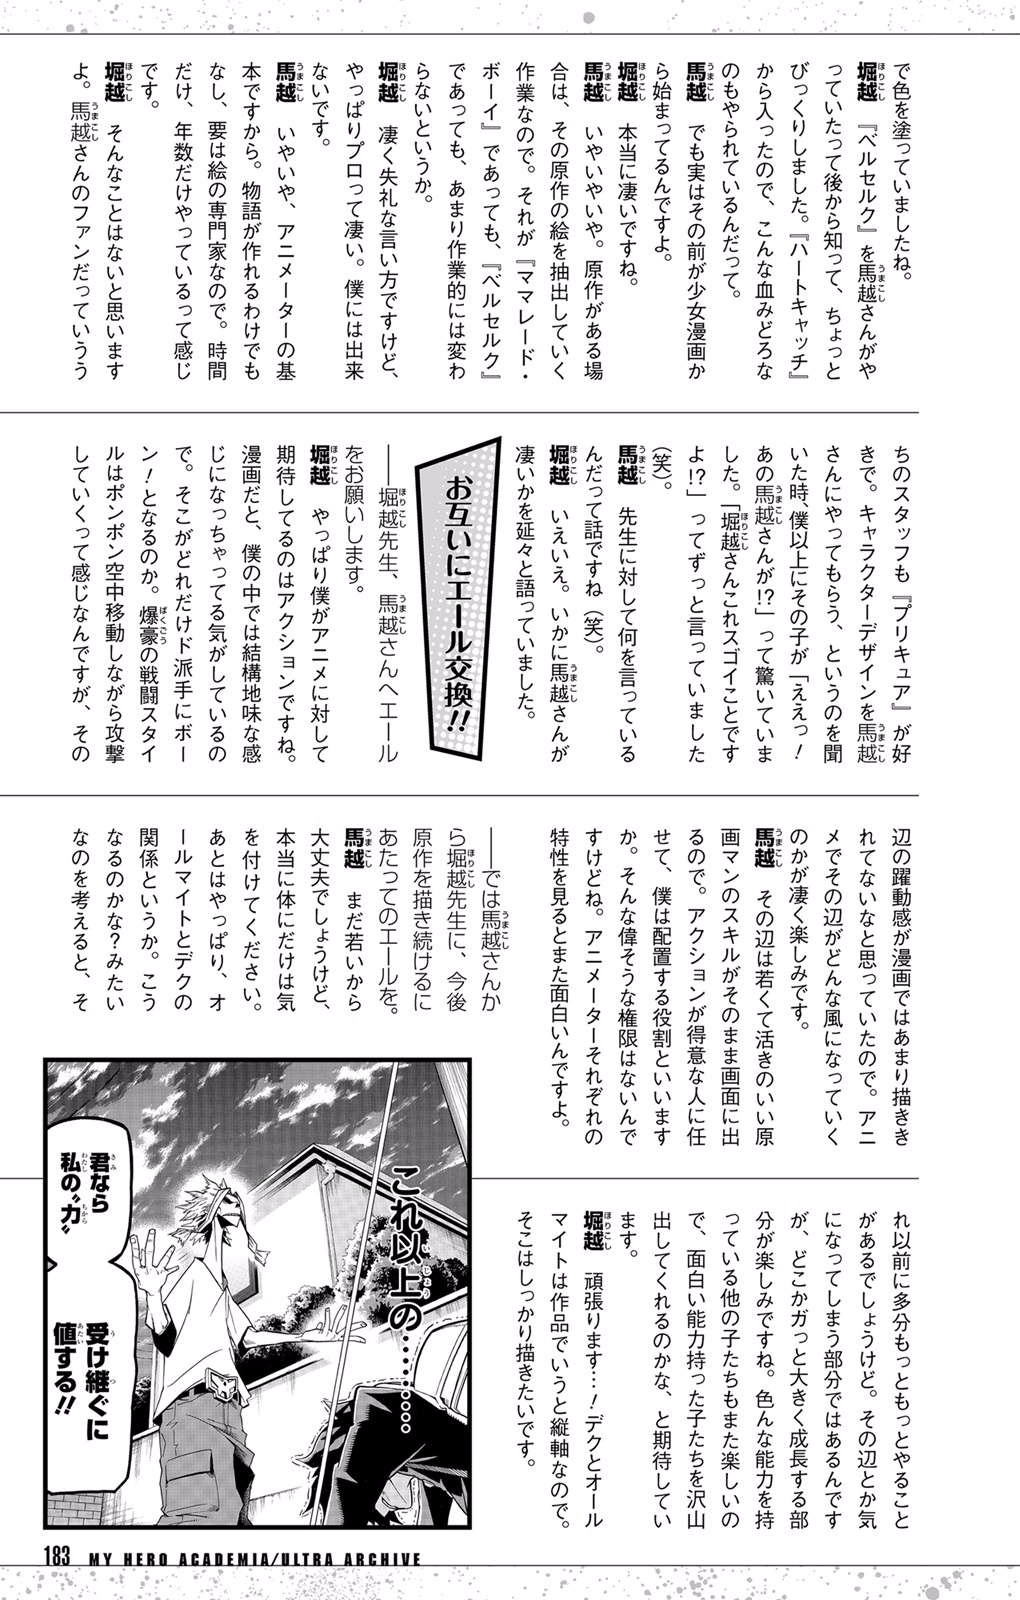 で色を塗っていましたね。
堀越　『ベルセルク』を馬越さんがや
っていたって後から知って、ちょっと
びっくりしました。『ハートキャッチ』
から入ったので、こんな血みどろな
のもやられているんだって。
馬越　でも実はその前が少女漫画か
ら始まってるんですよ。
堀越　本当に凄いですね。
馬越　いやいやいや。原作がある場
合は、その原作の絵を抽出していく
作業なので。それが『ママレード・
ボーイ』であっても、『ベルセルク』
であっても、あまり作業的には変わ
らないというか。
堀越　凄く失礼な言い方ですけど、
やっぱりプロって凄い。僕には出来
ないです。
馬越　いやいや、アニメーターの基
本ですから。物語が作れるわけでも
なし、要は絵の専門家なので。時間
だけ、年数だけやっているって感じ
です。
堀越　そんなことはないと思います
よ。馬越さんのファンだっていうう
ちのスタッフも『プリキュア』が好
きで。キャラクターデザインを馬越
さんにやってもらう、というのを聞
いた時、僕以上にその子が「ええっ！
あの馬越さんが!?」って驚いていま
した。「堀越さんこれスゴイことです
よ!?」ってずっと言っていました
（笑）。
馬越　先生に対して何を言っている
んだって話ですね（笑）。
堀越　いえいえ。いかに馬越さんが
凄いかを延々と語っていました。
お互いにエール交換!!
――堀越先生、馬越さんへエール
をお願いします。
堀越　やっぱり僕がアニメに対して
期待してるのはアクションですね。
漫画だと、僕の中では結構地味な感
じになっちゃってる気がしているの
で。そこがどれだけド派手にボー
ン！となるのか。爆豪の戦闘スタイ
ルはポンポン空中移動しながら攻撃
していくって感じなんですが、その
辺の躍動感が漫画ではあまり描きき
れてないなと思っていたので。アニ
メでその辺がどんな風になっていく
のかが凄く楽しみです。
馬越　その辺は若くて活きのいい原
画マンのスキルがそのまま画面に出
るので。アクションが得意な人に任
せて、僕は配置する役割といいます
か。そんな偉そうな権限はないんで
すけどね。アニメーターそれぞれの
特性を見るとまた面白いんですよ。
――では馬越さんか
ら堀越先生に、今後
原作を描き続けるに
あたってのエールを。
馬越　まだ若いから
大丈夫でしょうけど、
本当に体にだけは気
を付けてください。
あとはやっぱり、オ
ールマイトとデクの
関係というか。こう
なるのかな？みたい
なのを考えると、そ
れ以前に多分もっともっとやること
があるでしょうけど。その辺とか気
になってしまう部分ではあるんです
が、どこかガっと大きく成長する部
分が楽しみですね。色んな能力を持
っている他の子たちもまた楽しいの
で、面白い能力持った子たちを沢山
出してくれるのかな、と期待してい
ます。
堀越　頑張ります…！デクとオール
マイトは作品でいうと縦軸なので。
そこはしっかり描きたいです。
これ以上の………
君なら
私の〝力〟
受け継ぐに
値する!!
183 MY HERO ACADEMIA/ULTRA ARCHIVE